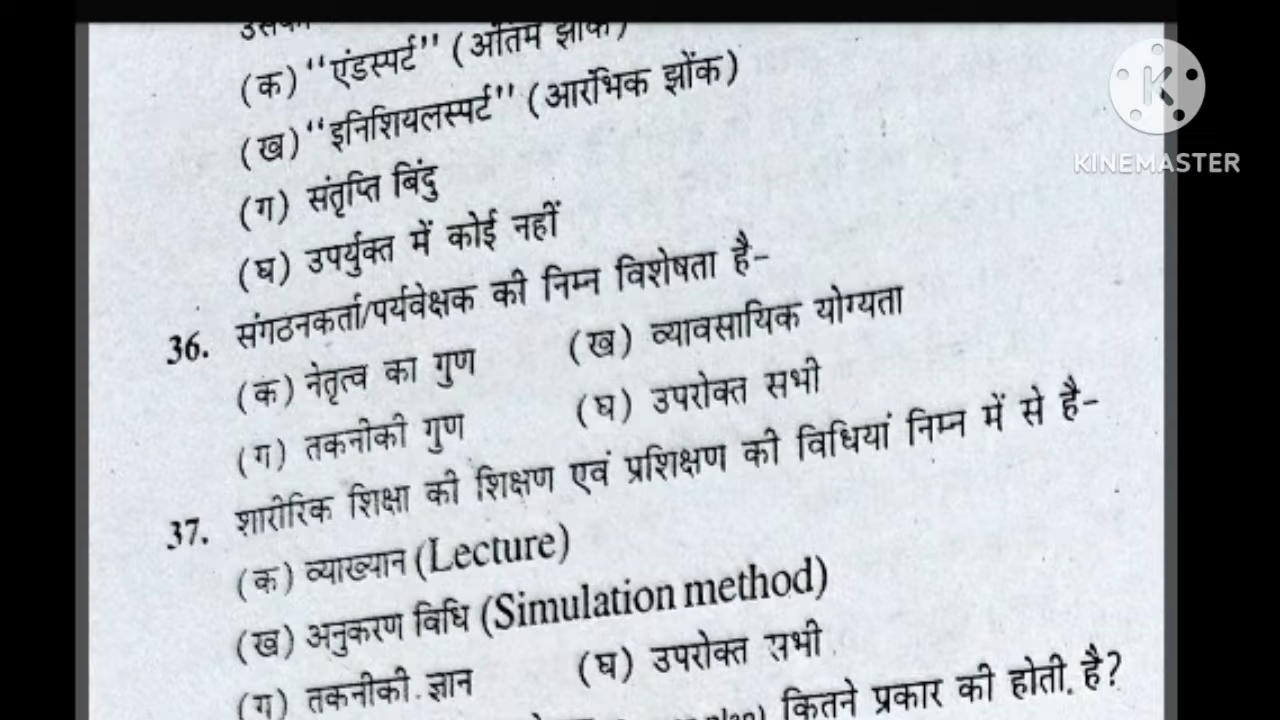 (क) ‘‘एंडस्पर्ट’’ (अंतिम झोंक)
(ख) ‘‘इनिशियलस्पर्ट’’ (आरंभिक झोंक)
(ग) संतृप्ति बिंदु
(घ) उपर्युक्त में कोई नहीं
36. संगठनकर्ता/पर्यवेक्षक की निम्न विशेषता है-
(क) नेतृत्व का गुण (ख) व्यावसायिक योग्यता
(ग) तकनीकी गुण (घ) उपरोक्त सभी
37. शारीरिक शिक्षा की शिक्षण एवं प्रशिक्षण की विधियां निम्न में से है-
(क) व्याख्यान (Lecture)
(ख) अनुकरण विधि (Simulation method)
(ग) तकनीकी ज्ञान (घ) उपरोक्त सभी
plan) कितने प्रकार की होती है?
K
KINEMASTER